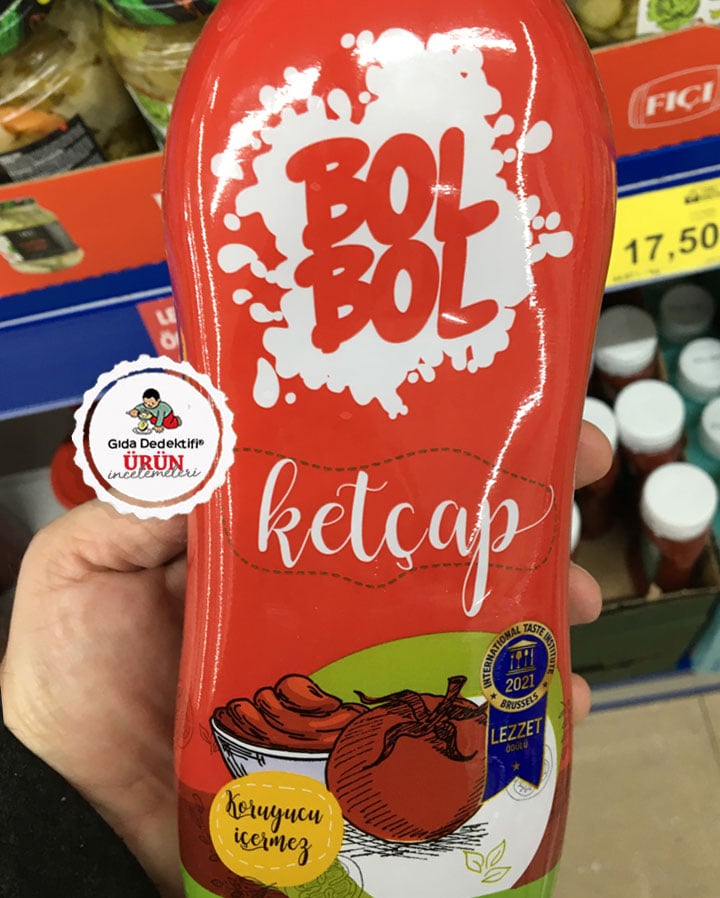 FIÇI
17,50
BOL
BOL
Gıda Dedektifi®
ÜRÜN
incelemeleri
ketçap
INTERNATIONAL TASTE INSTITUTE
2021
BRUSSELS
LEZZET
ÖDÜLÜ
Koruyucu
içermez